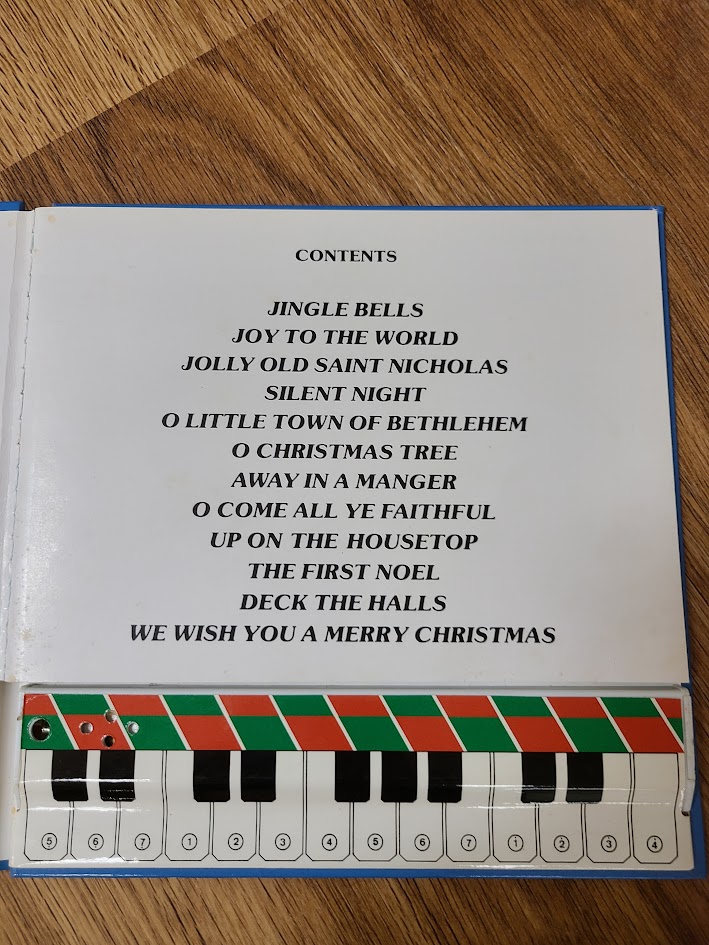 CONTENTS
JINGLE BELLS
JOY TO THE WORLD
JOLLY OLD SAINT NICHOLAS
SILENT NIGHT
O LITTLE TOWN OF BETHLEHEM
O CHRISTMAS TREE
AWAY IN A MANGER
O COME ALL YE FAITHFUL
UP ON THE HOUSETOP
THE FIRST NOEL
DECK THE HALLS
WE WISH YOU A MERRY CHRISTMAS
5 6 7 1 2 3 4 5 6 7 1 2 3 4